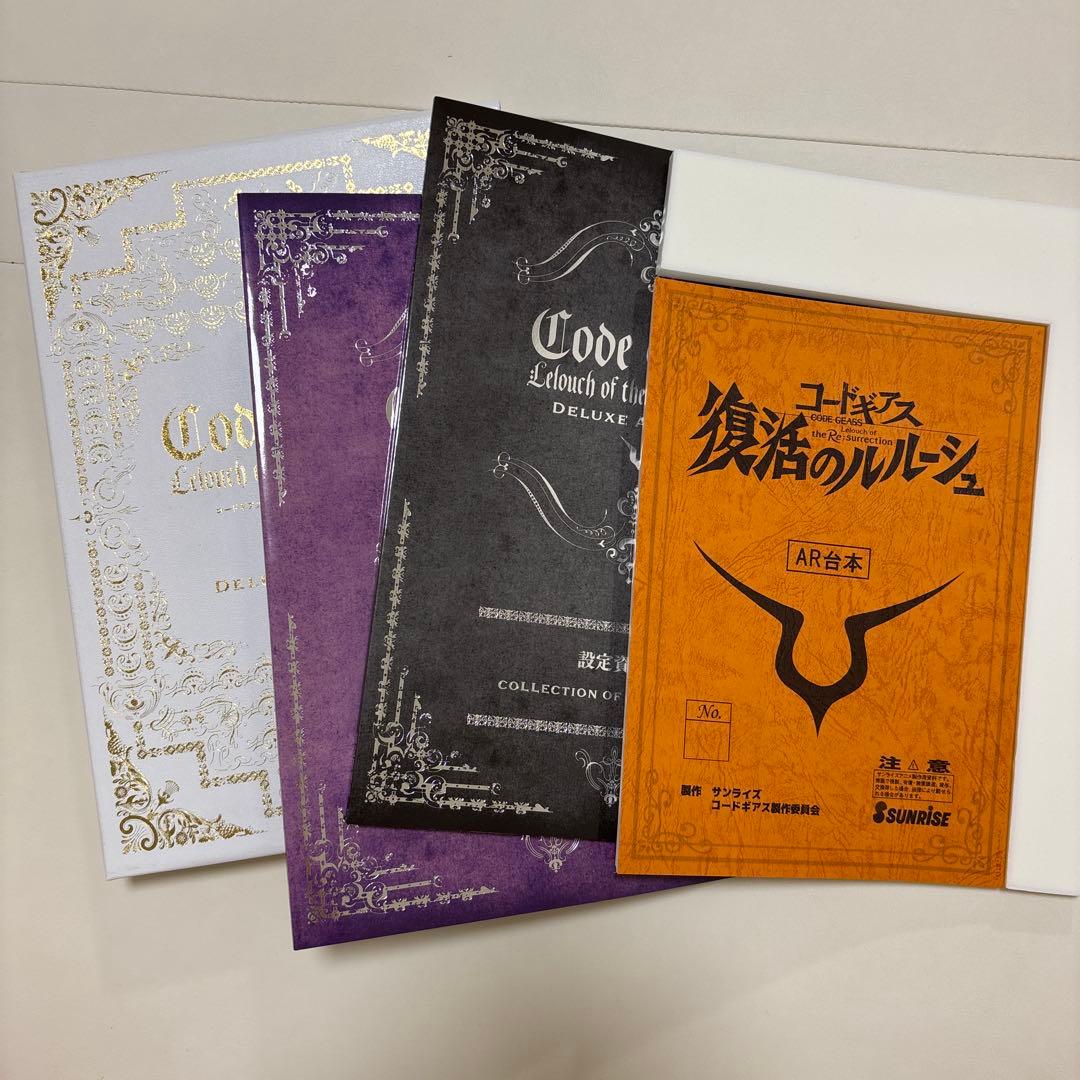 Code
Lelouch of the
DELUXE A
設定資
COLLECTION OF
コードギアス
CODE GEASS
Lelouch of
the Re;surrection
復活のルルーシュ
AR台本
No.
注⚠意
製作 サンライズ
コードギアス製作委員会
SUNRISE
Cod
Lelouch
DEL